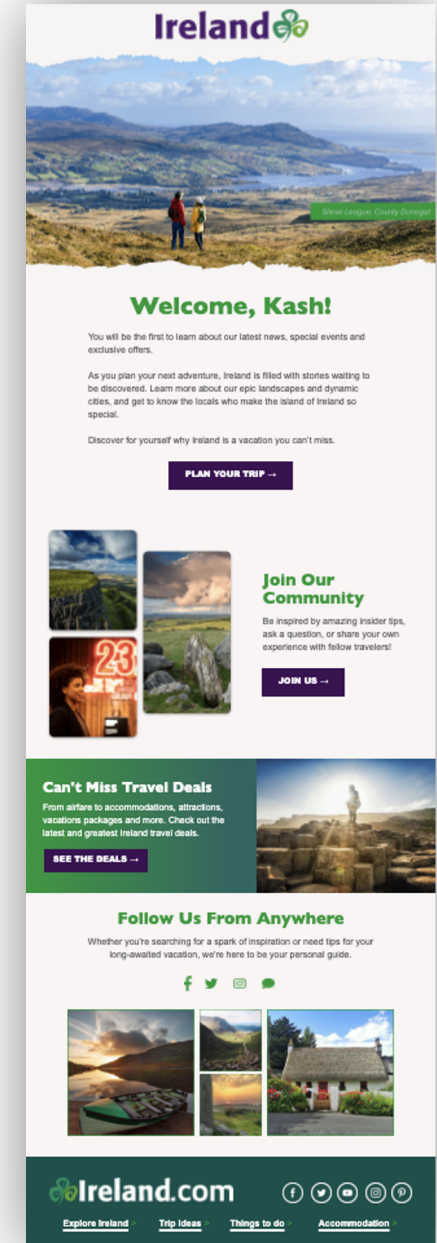 Ireland
Slieve League, County Donegal
Welcome, Kash!
You will be the first to learn about our latest news, special events and
exclusive offers.
As you plan your next adventure, Ireland is filled with stories waiting to
be discovered. Learn more about our epic landscapes and dynamic
cities, and get to know the locals who make the island of Ireland so
special.
Discover for yourself why Ireland is a vacation you can't miss.
PLAN YOUR TRIP →
23
Join Our
Community
Be inspired by amazing insider tips,
ask a question, or share your own
experience with fellow travelers!
JOIN US →
Can't Miss Travel Deals
From airfare to accommodations, attractions,
vacations packages and more. Check out the
latest and greatest Ireland travel deals.
SEE THE DEALS →
Follow Us From Anywhere
Whether you're searching for a spark of inspiration or need tips for your
long-awaited vacation, we're here to be your personal guide.
Ireland.com
Explore Ireland > Trip Ideas > Things to do > Accommodation >